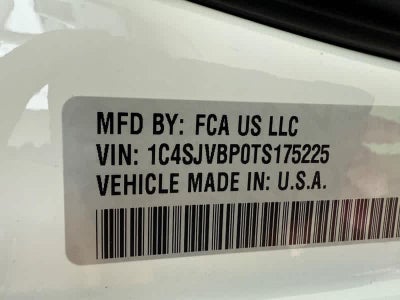 MFD BY: FCA US LLC
VIN: 1C4SJVBP0TS175225
VEHICLE MADE IN: U.S.A.